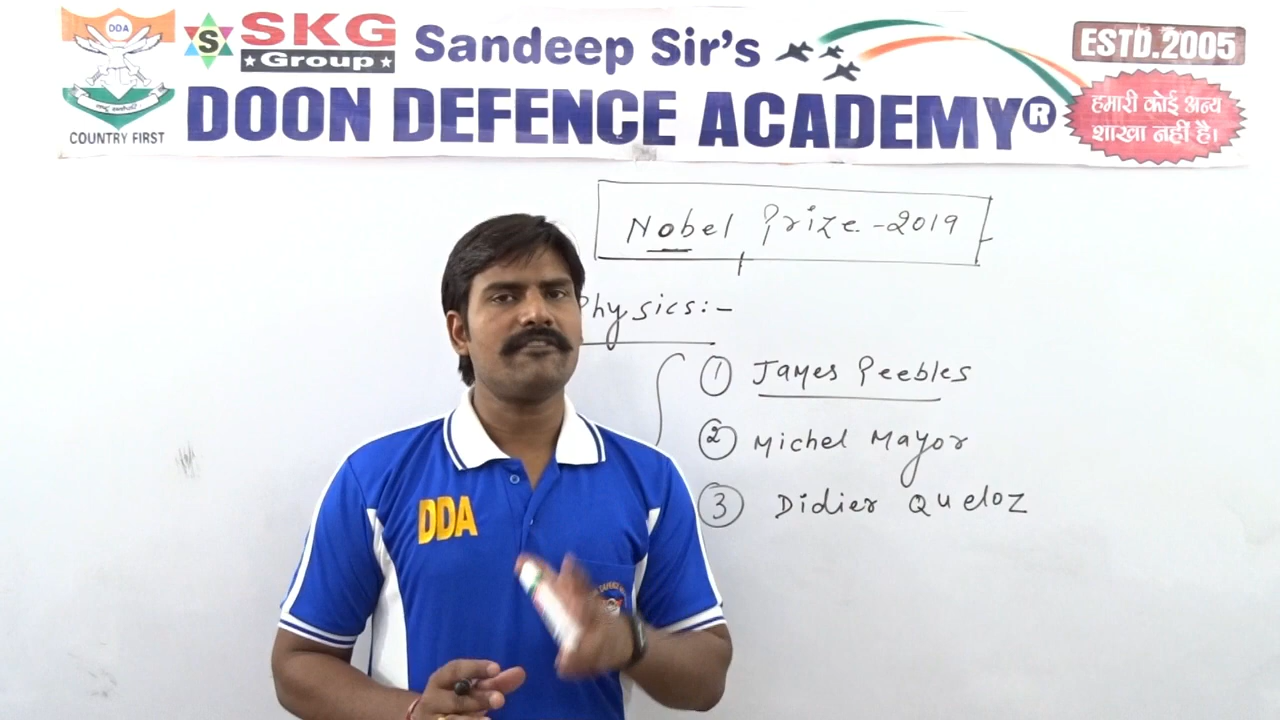 DDA
COUNTRY FIRST
S SKG
★Group★
Sandeep Sir's
DOON DEFENCE ACADEMY®
ESTD.2005
हमारी कोई अन्य
शाखा नहीं है।
Nobel Prize-2019
Physics:-
① James Peebles
② Michel Mayor
③ Didier Queloz
DDA